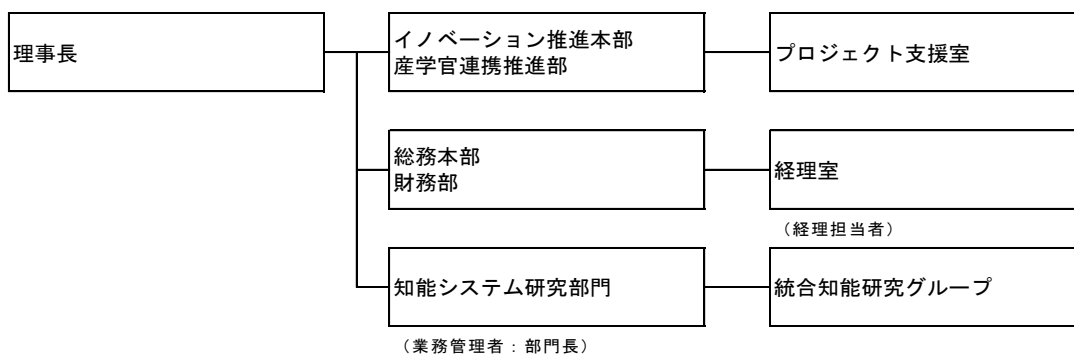 理事長
イノベーション推進本部
産学官連携推進部
プロジェクト支援室
総務本部
財務部
経理室
（経理担当者）
知能システム研究部門
統合知能研究グループ
（業務管理者：部門長）